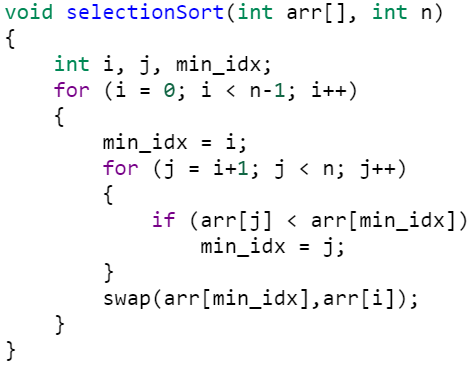 void selectionSort(int arr[], int n)
{
    int i, j, min_idx;
    for (i = 0; i < n-1; i++)
    {
        min_idx = i;
        for (j = i+1; j < n; j++)
        {
            if (arr[j] < arr[min_idx])
                min_idx = j;
        }
        swap(arr[min_idx],arr[i]);
    }
}